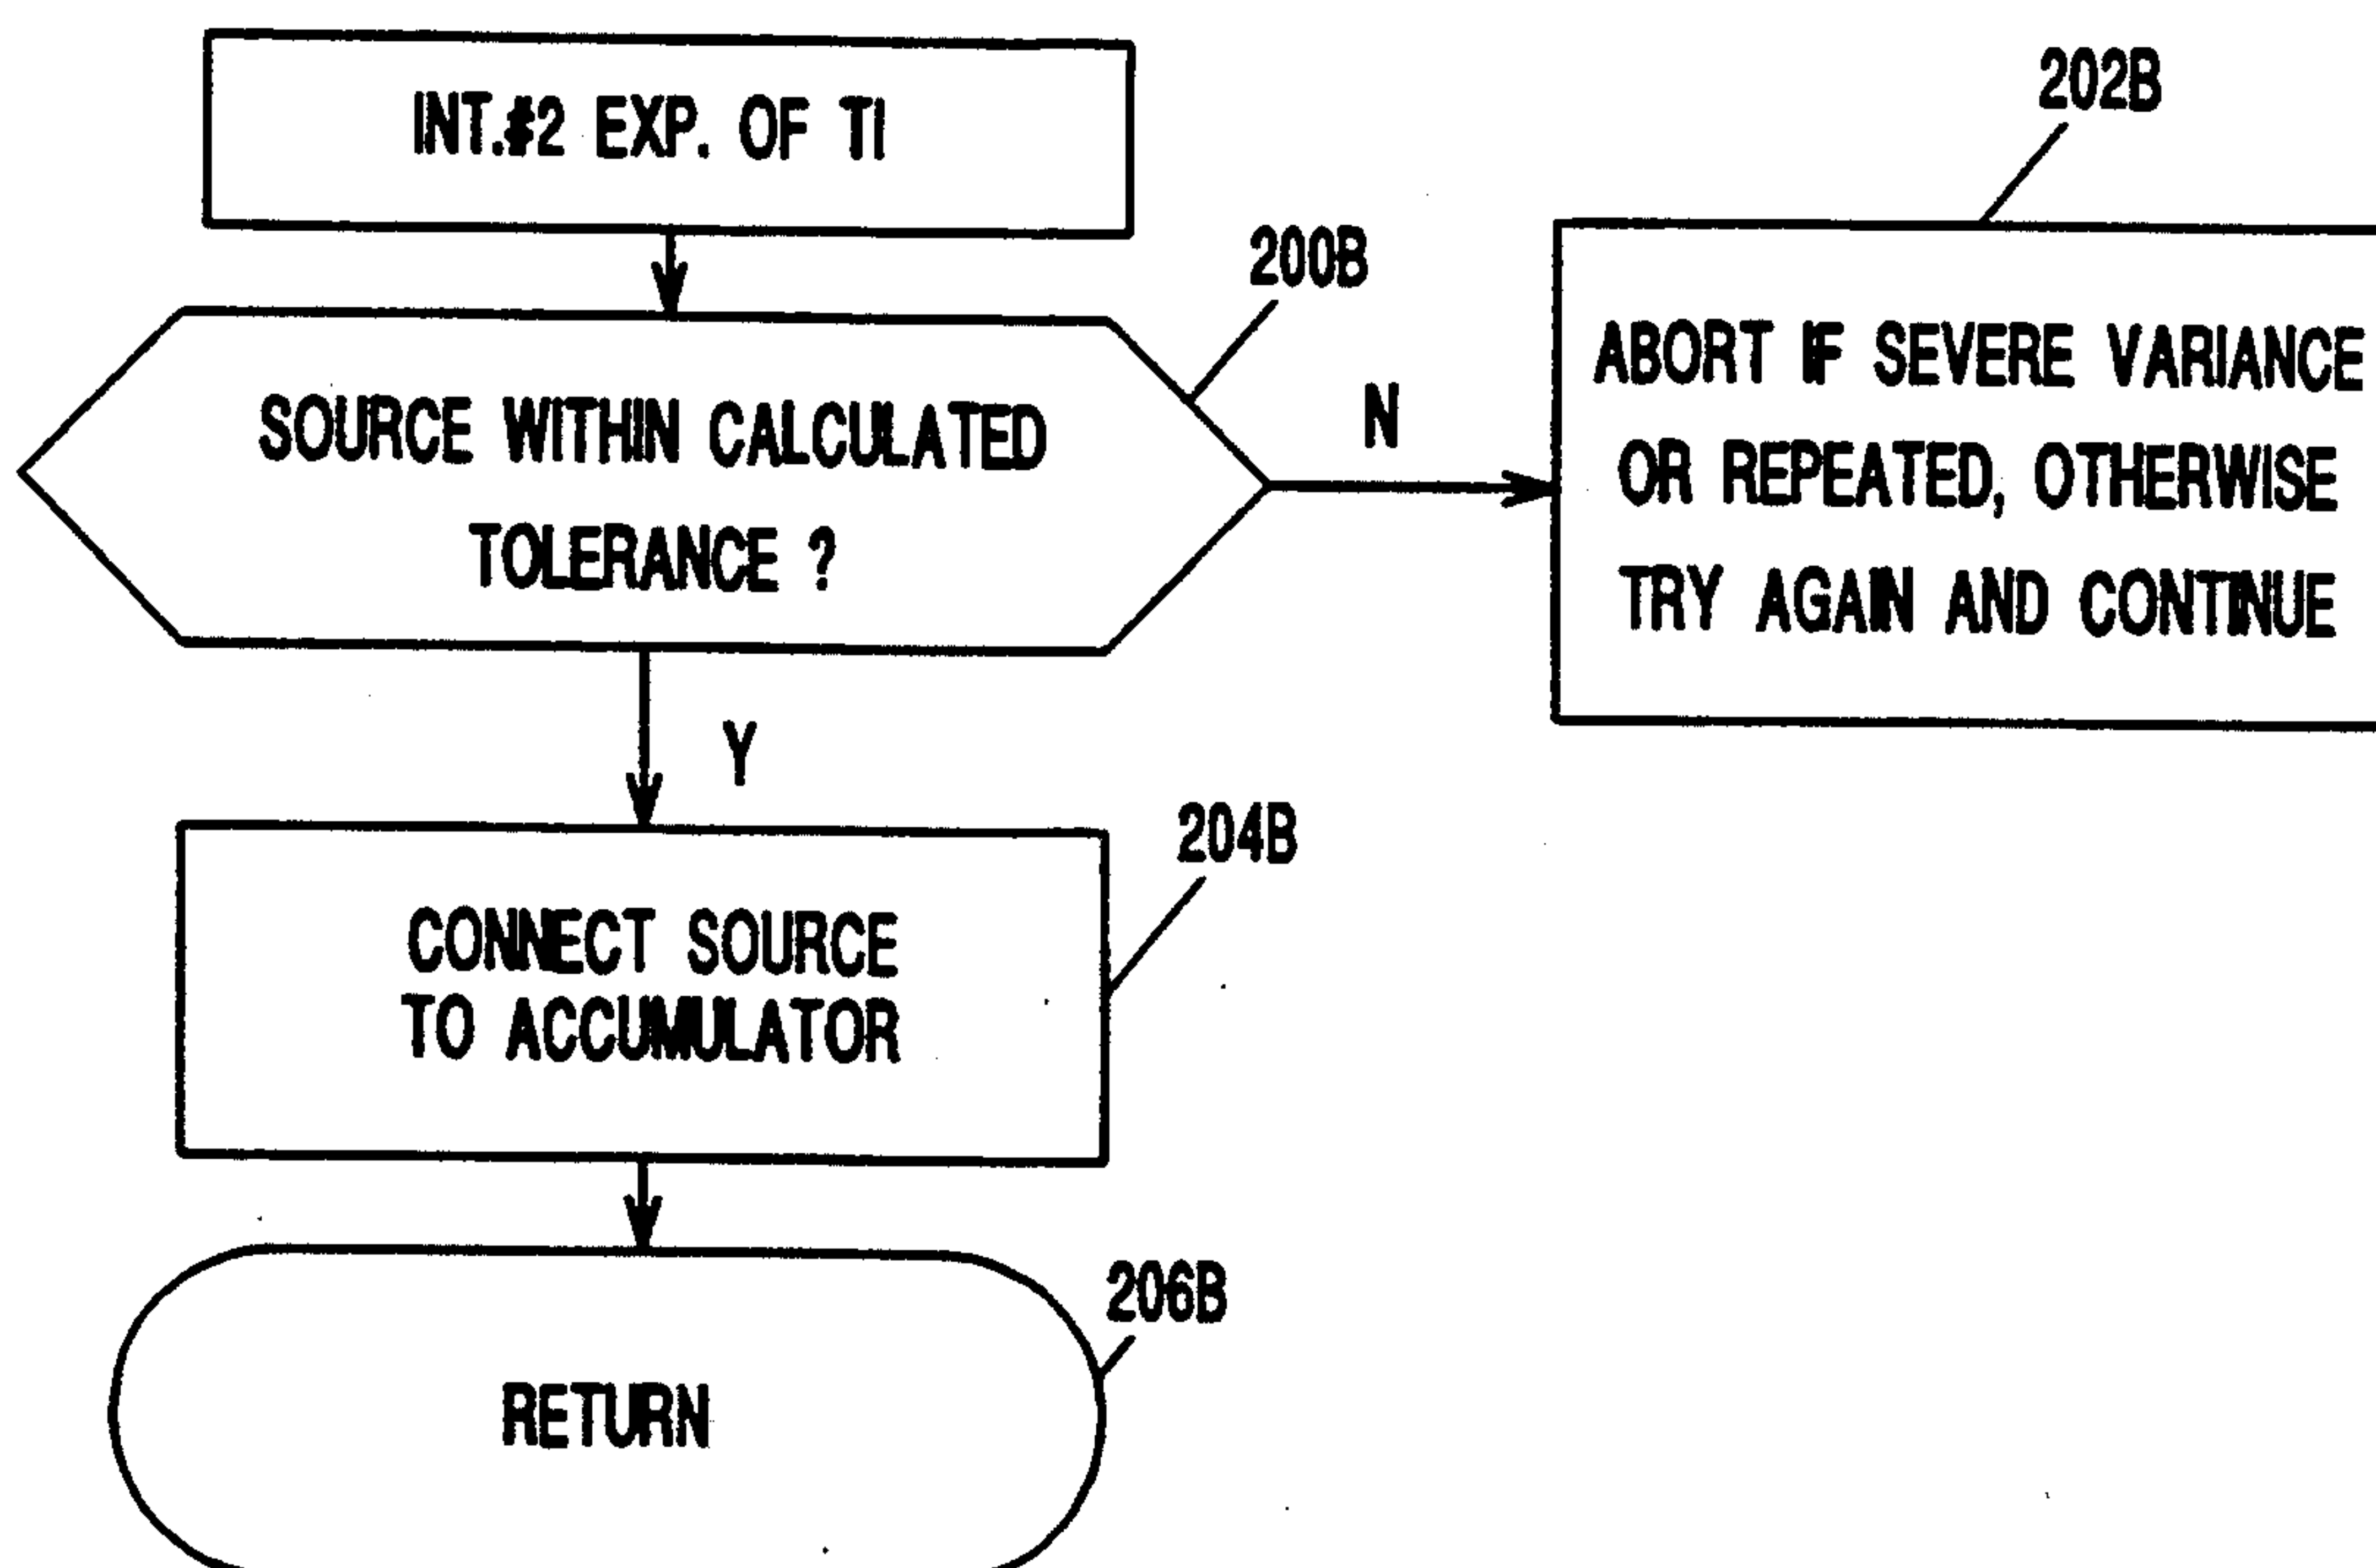 INT.#2 EXP. OF T1
202B
200B
SOURCE WITHIN CALCULATED
TOLERANCE ?
N
ABORT IF SEVERE VARIANCE
OR REPEATED, OTHERWISE
TRY AGAIN AND CONTINUE
Y
204B
CONNECT SOURCE
TO ACCUMULATOR
206B
RETURN